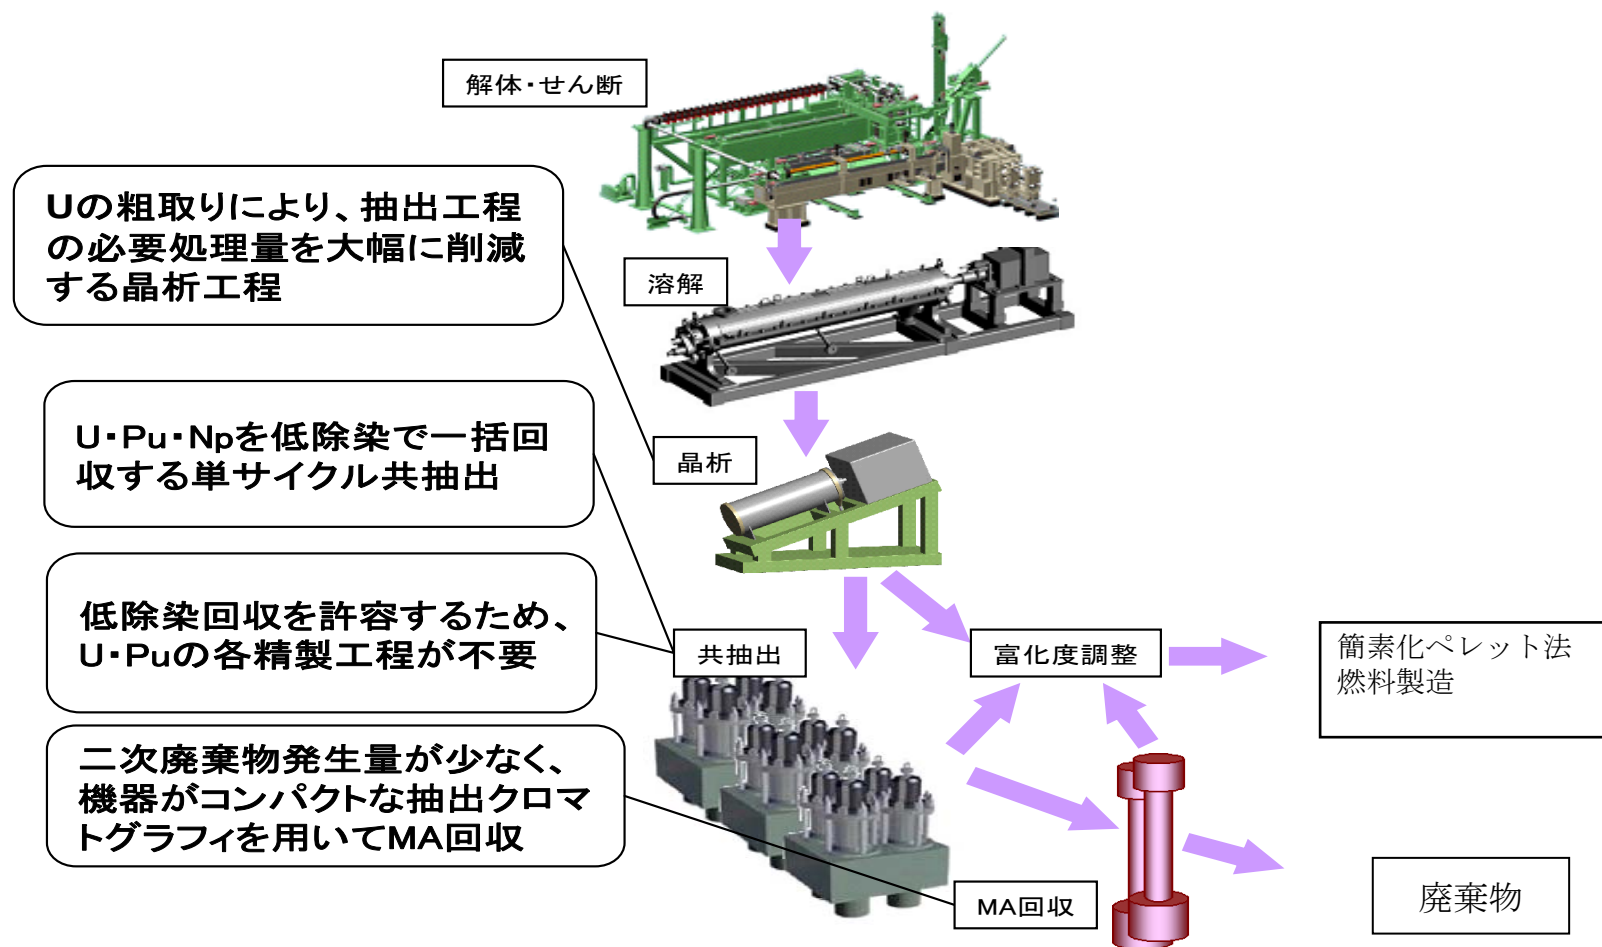 解体・せん断
Uの粗取りにより、抽出工程
の必要処理量を大幅に削減
する晶析工程
溶解
U・Pu・Npを低除染で一括回
収する単サイクル共抽出
晶析
低除染回収を許容するため、
U・Puの各精製工程が不要
共抽出
富化度調整
簡素化ペレット法
燃料製造
二次廃棄物発生量が少なく、
機器がコンパクトな抽出クロマ
トグラフィを用いてMA回収
MA回収
廃棄物